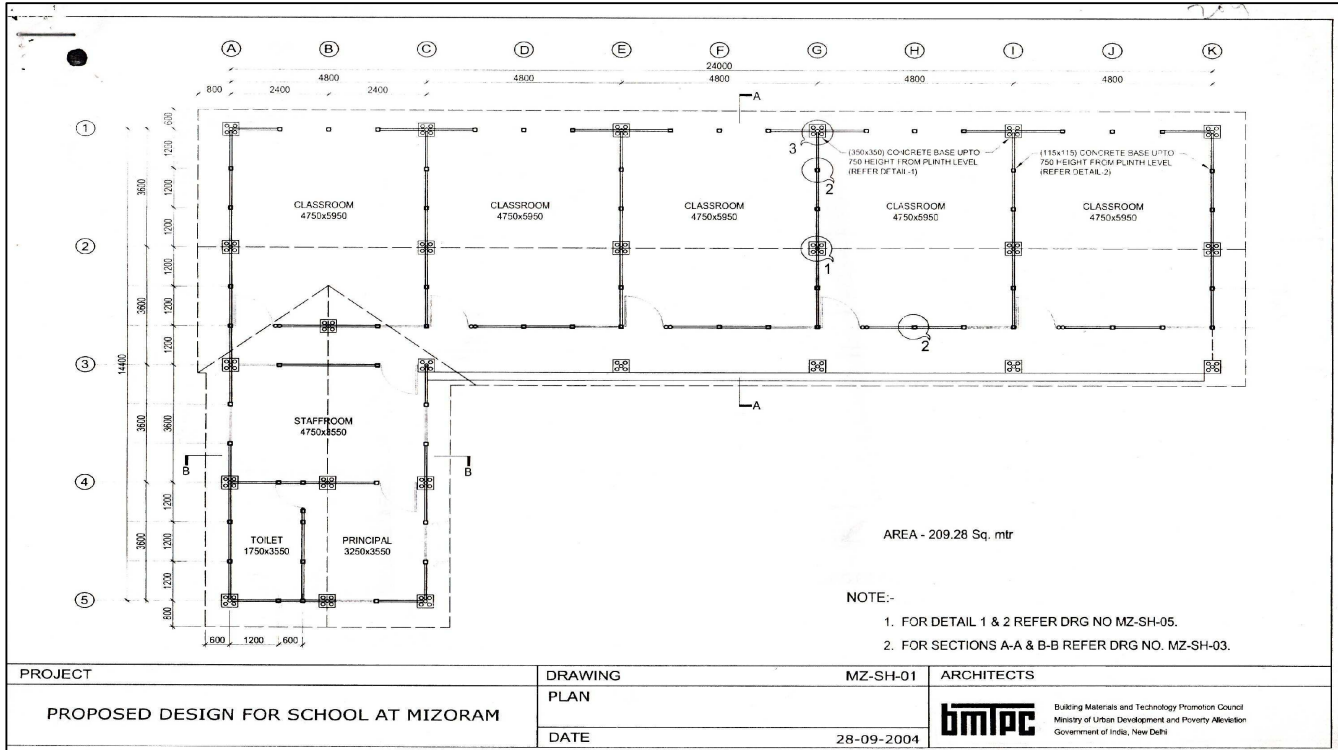 A B C D E F G H I J K
24000
4800 4800 4800 4800 4800
800 2400 2400
A
1
2
3
4
5
600
1200
1200
1200
1200
1200
1200
3600
3600
3600
3600
3600
14400
1200
1200
1200
800
3
(350x350) CONCRETE BASE UPTO
750 HEIGHT FROM PLINTH LEVEL
(REFER DETAIL-1)
(115x115) CONCRETE BASE UPTO
750 HEIGHT FROM PLINTH LEVEL
(REFER DETAIL-2)
2
CLASSROOM
4750x5950
CLASSROOM
4750x5950
CLASSROOM
4750x5950
CLASSROOM
4750x5950
CLASSROOM
4750x5950
1
2
A
STAFFROOM
4750x3550
B B
TOILET
1750x3550
PRINCIPAL
3250x3550
600 1200 600
AREA - 209.28 Sq. mtr
NOTE:-
1. FOR DETAIL 1 & 2 REFER DRG NO MZ-SH-05.
2. FOR SECTIONS A-A & B-B REFER DRG NO. MZ-SH-03.
PROJECT
PROPOSED DESIGN FOR SCHOOL AT MIZORAM
DRAWING MZ-SH-01
PLAN
DATE 28-09-2004
ARCHITECTS
bmtpc
Building Materials and Technology Promotion Council
Ministry of Urban Development and Poverty Alleviation
Government of India, New Delhi